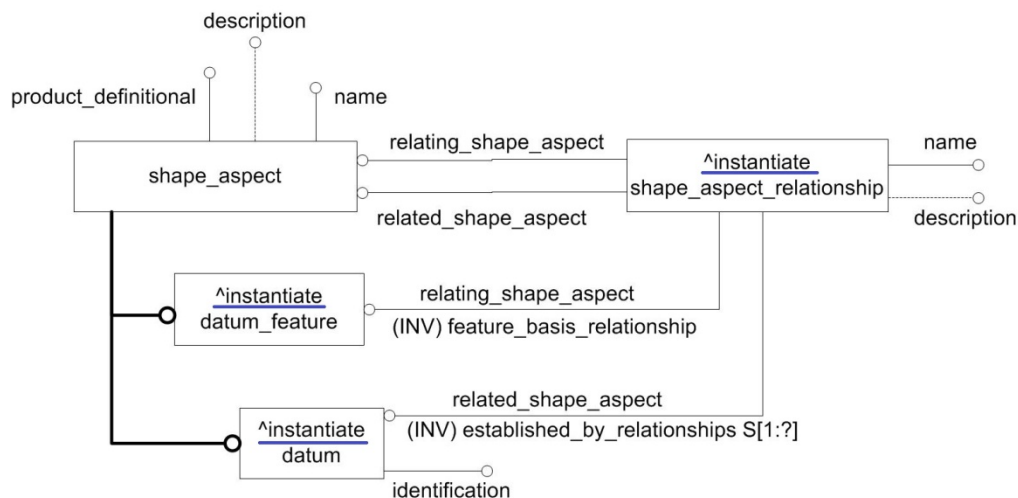 description
product_definitional
name
shape_aspect
relating_shape_aspect
related_shape_aspect
^instantiate
shape_aspect_relationship
name
description
^instantiate
datum_feature
relating_shape_aspect
(INV) feature_basis_relationship
^instantiate
datum
related_shape_aspect
(INV) established_by_relationships S[1:?]
identification